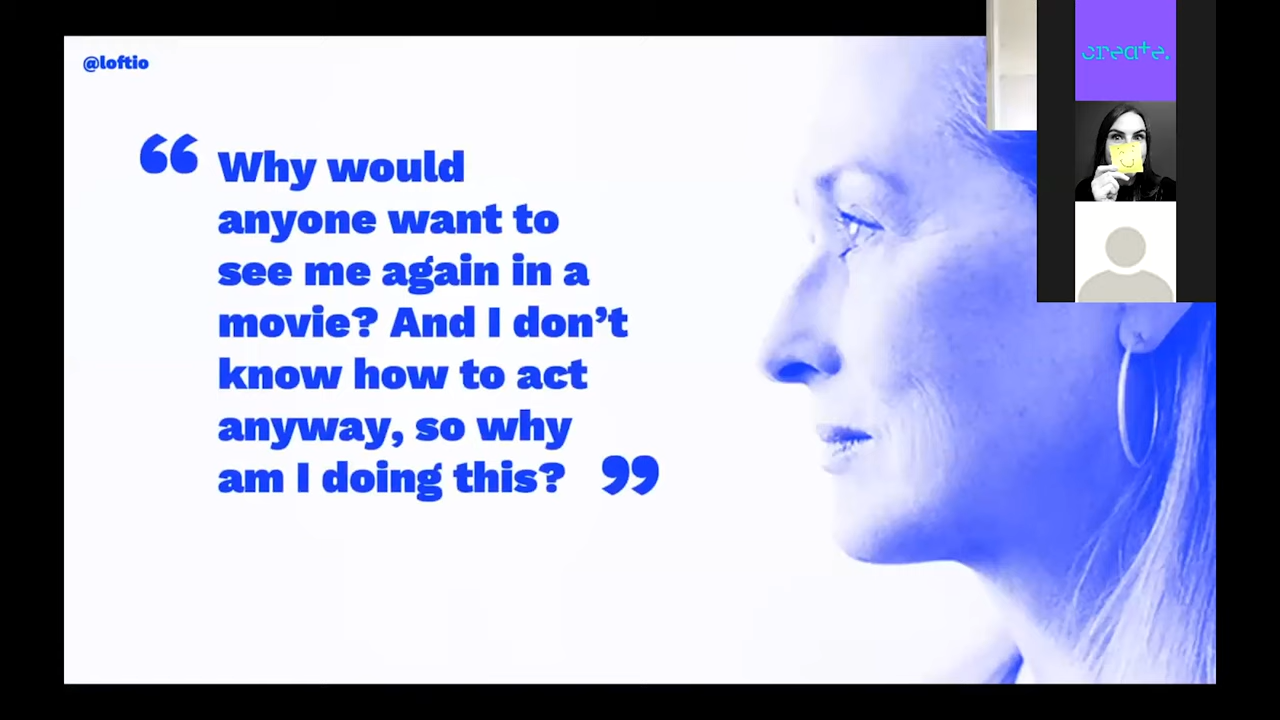 @loftio
create.
“ Why would
anyone want to
see me again in a
movie? And I don’t
know how to act
anyway, so why
am I doing this? ”